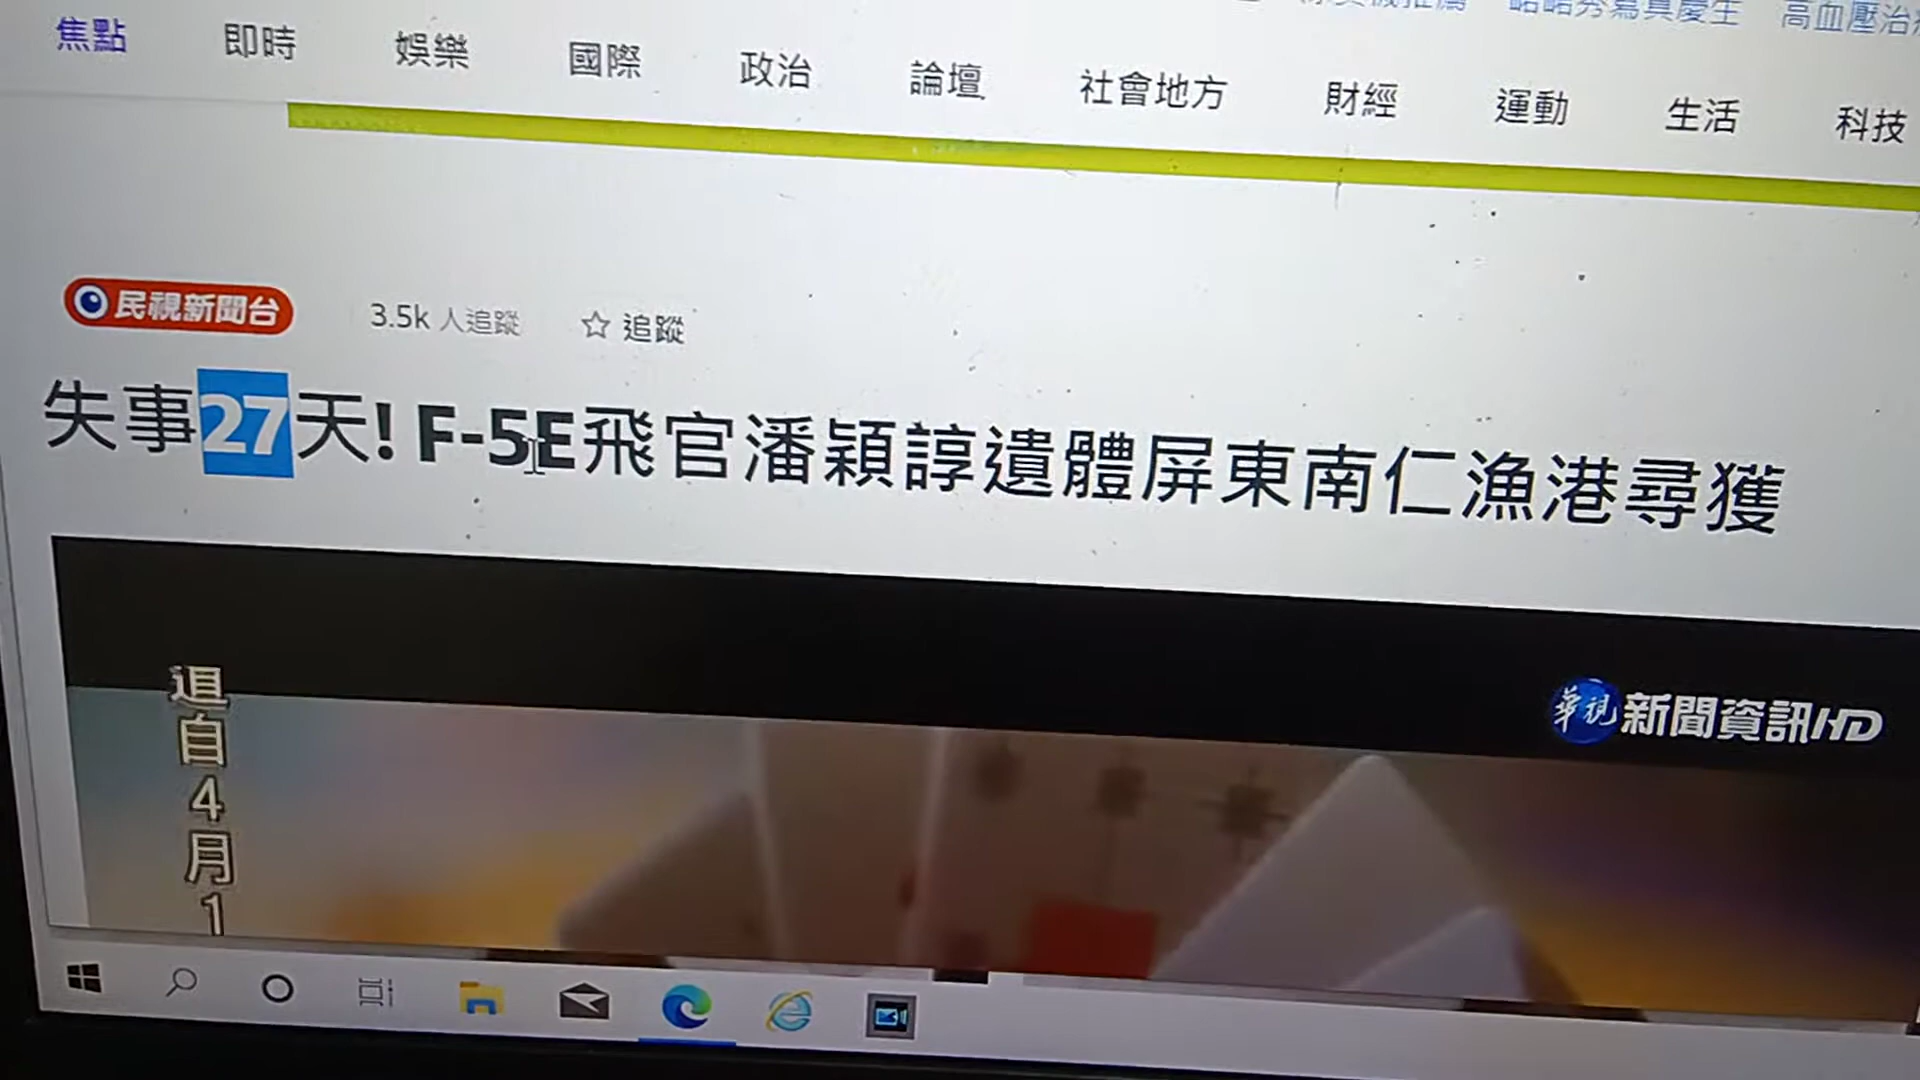 焦點 即時 娛樂 國際 政治 論壇 社會地方 財經 運動 生活 科技
民視新聞台 3.5k 人追蹤 ☆ 追蹤
失事27天! F-5E飛官潘穎諄遺體屏東南仁漁港尋獲
華視 新聞資訊HD
自4月1